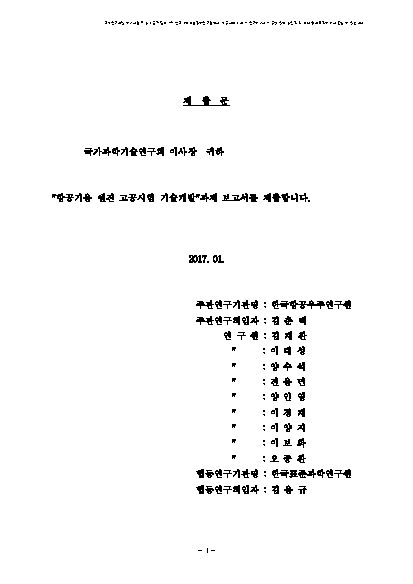 제 출 문
국가과학기술연구회 이사장 귀하
"항공기용 엔진 고공시험 기술개발"과제 보고서를 제출합니다.
2017. 01.
주관연구기관명 : 한국항공우주연구원
주관연구책임자 : 김 춘 택
연 구 원 : 김 재 환
" : 이 대 성
" : 양 수 석
" : 전 용 민
" : 양 인 영
" : 이 경 재
" : 이 양 지
" : 이 보 화
" : 오 중 환
협동연구기관명 : 한국표준과학연구원
협동연구책임자 : 김 용 규
- 1 -